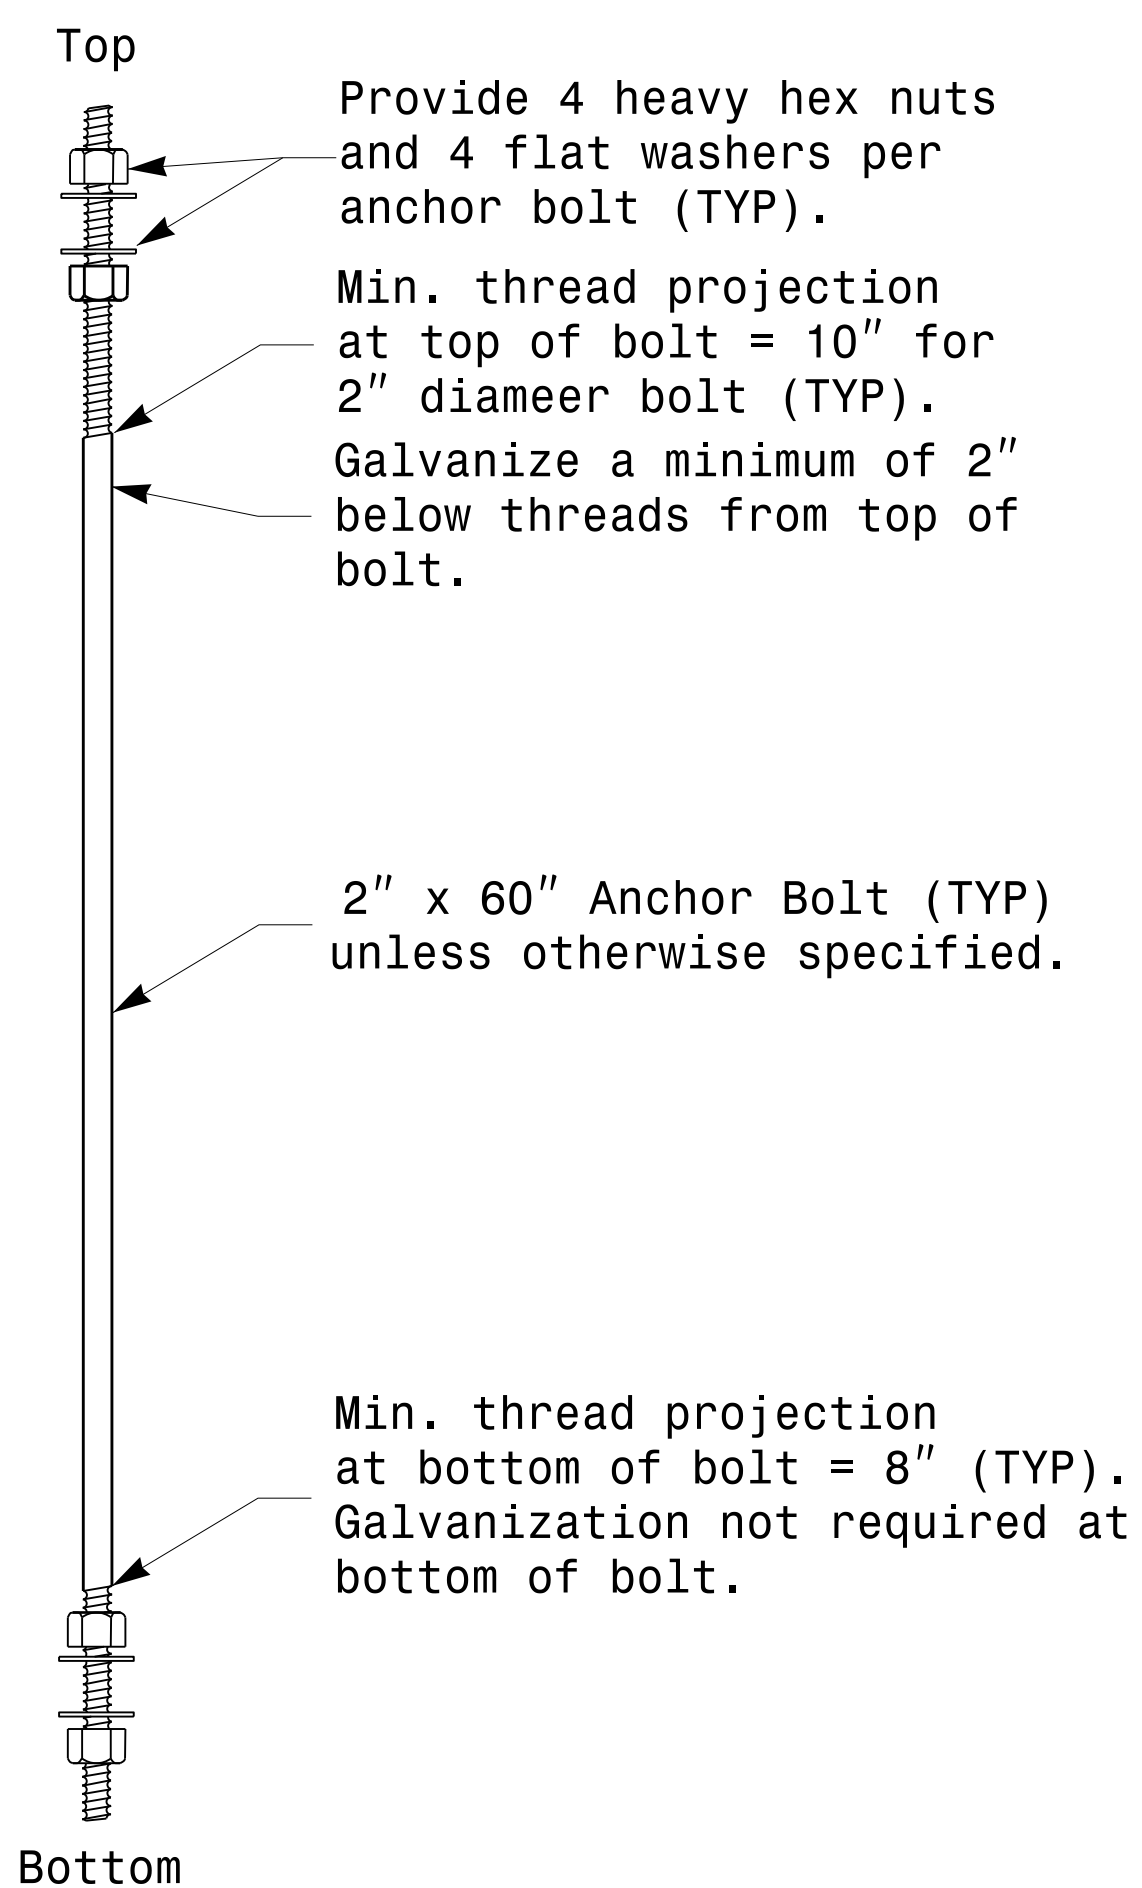 Top
Provide 4 heavy hex nuts
and 4 flat washers per
anchor bolt (TYP).
Min. thread projection
at top of bolt = 10" for
2" diameer bolt (TYP).
Galvanize a minimum of 2"
below threads from top of
bolt.
2" x 60" Anchor Bolt (TYP)
unless otherwise specified.
Min. thread projection
at bottom of bolt = 8" (TYP).
Galvanization not required at
bottom of bolt.
Bottom